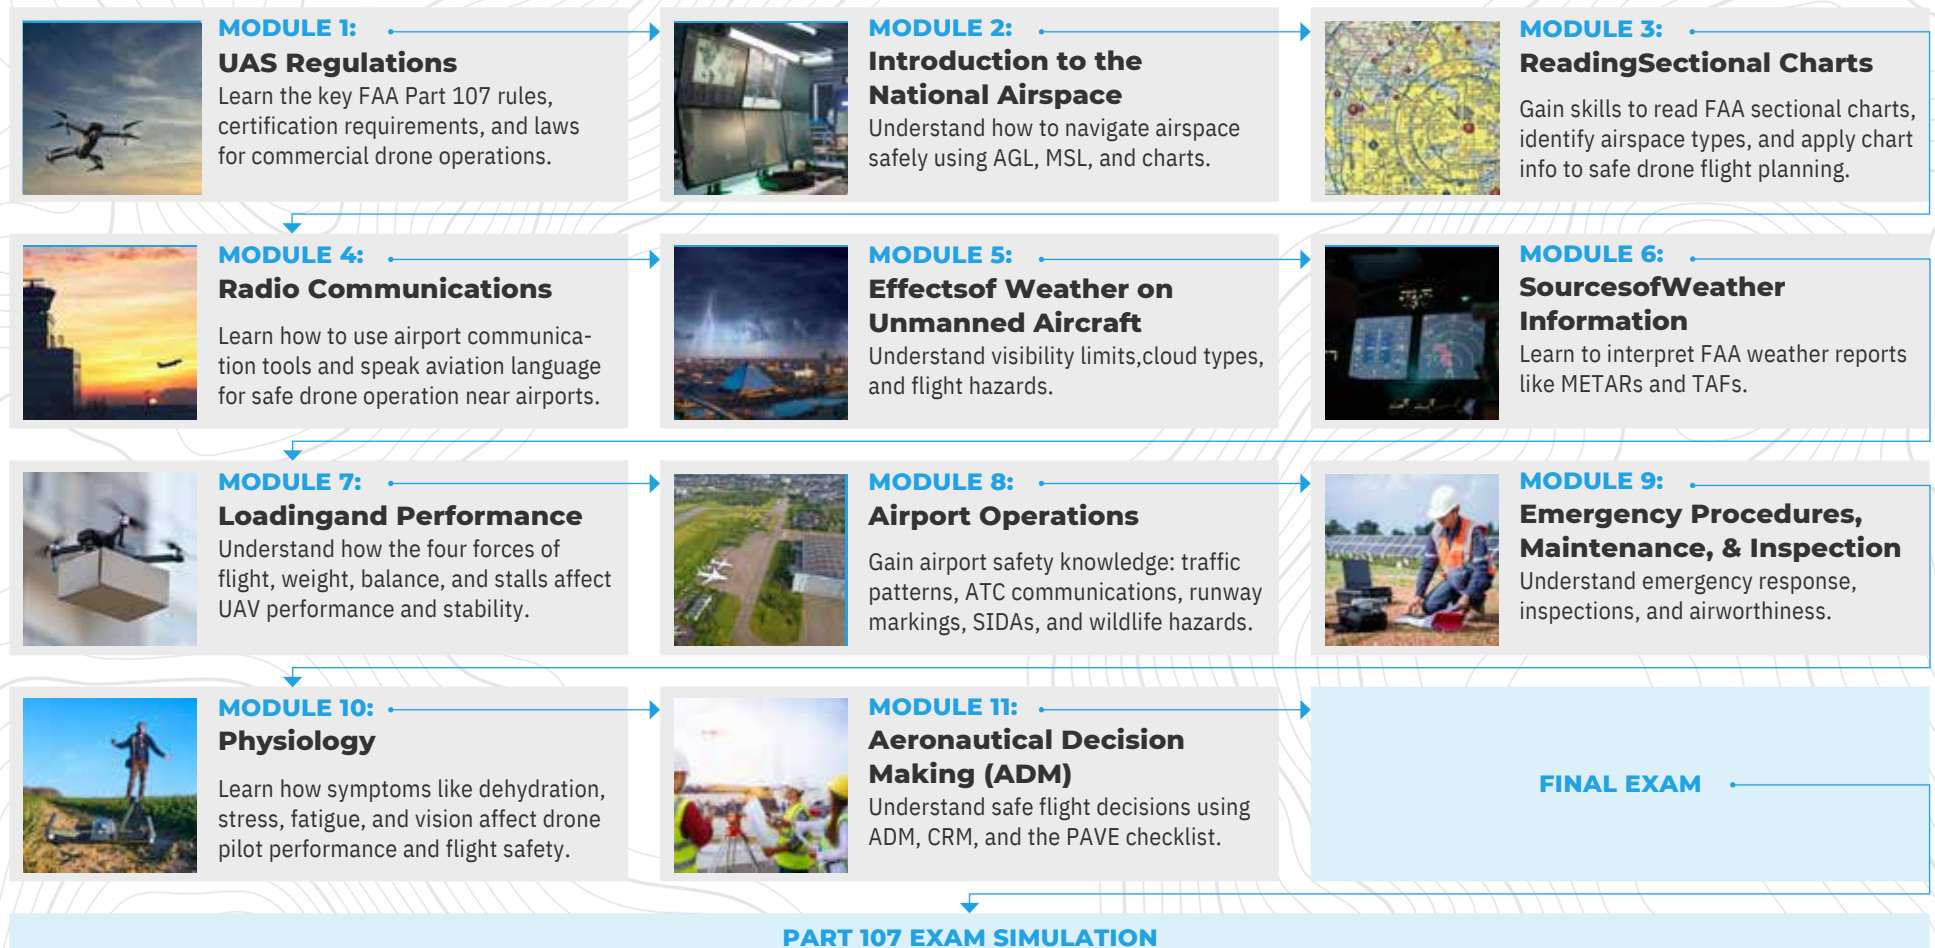 MODULE 1:
UAS Regulations
Learn the key FAA Part 107 rules,
certification requirements, and laws
for commercial drone operations.
MODULE 2:
Introduction to the
National Airspace
Understand how to navigate airspace
safely using AGL, MSL, and charts.
MODULE 3:
ReadingSectional Charts
Gain skills to read FAA sectional charts,
identify airspace types, and apply chart
info to safe drone flight planning.
MODULE 4:
Radio Communications
Learn how to use airport communica-
tion tools and speak aviation language
for safe drone operation near airports.
MODULE 5:
Effectsof Weather on
Unmanned Aircraft
Understand visibility limits,cloud types,
and flight hazards.
MODULE 6:
SourcesofWeather
Information
Learn to interpret FAA weather reports
like METARs and TAFs.
MODULE 7:
Loadingand Performance
Understand how the four forces of
flight, weight, balance, and stalls affect
UAV performance and stability.
MODULE 8:
Airport Operations
Gain airport safety knowledge: traffic
patterns, ATC communications, runway
markings, SIDAs, and wildlife hazards.
MODULE 9:
Emergency Procedures,
Maintenance, & Inspection
Understand emergency response,
inspections, and airworthiness.
MODULE 10:
Physiology
Learn how symptoms like dehydration,
stress, fatigue, and vision affect drone
pilot performance and flight safety.
MODULE 11:
Aeronautical Decision
Making (ADM)
Understand safe flight decisions using
ADM, CRM, and the PAVE checklist.
FINAL EXAM
PART 107 EXAM SIMULATION